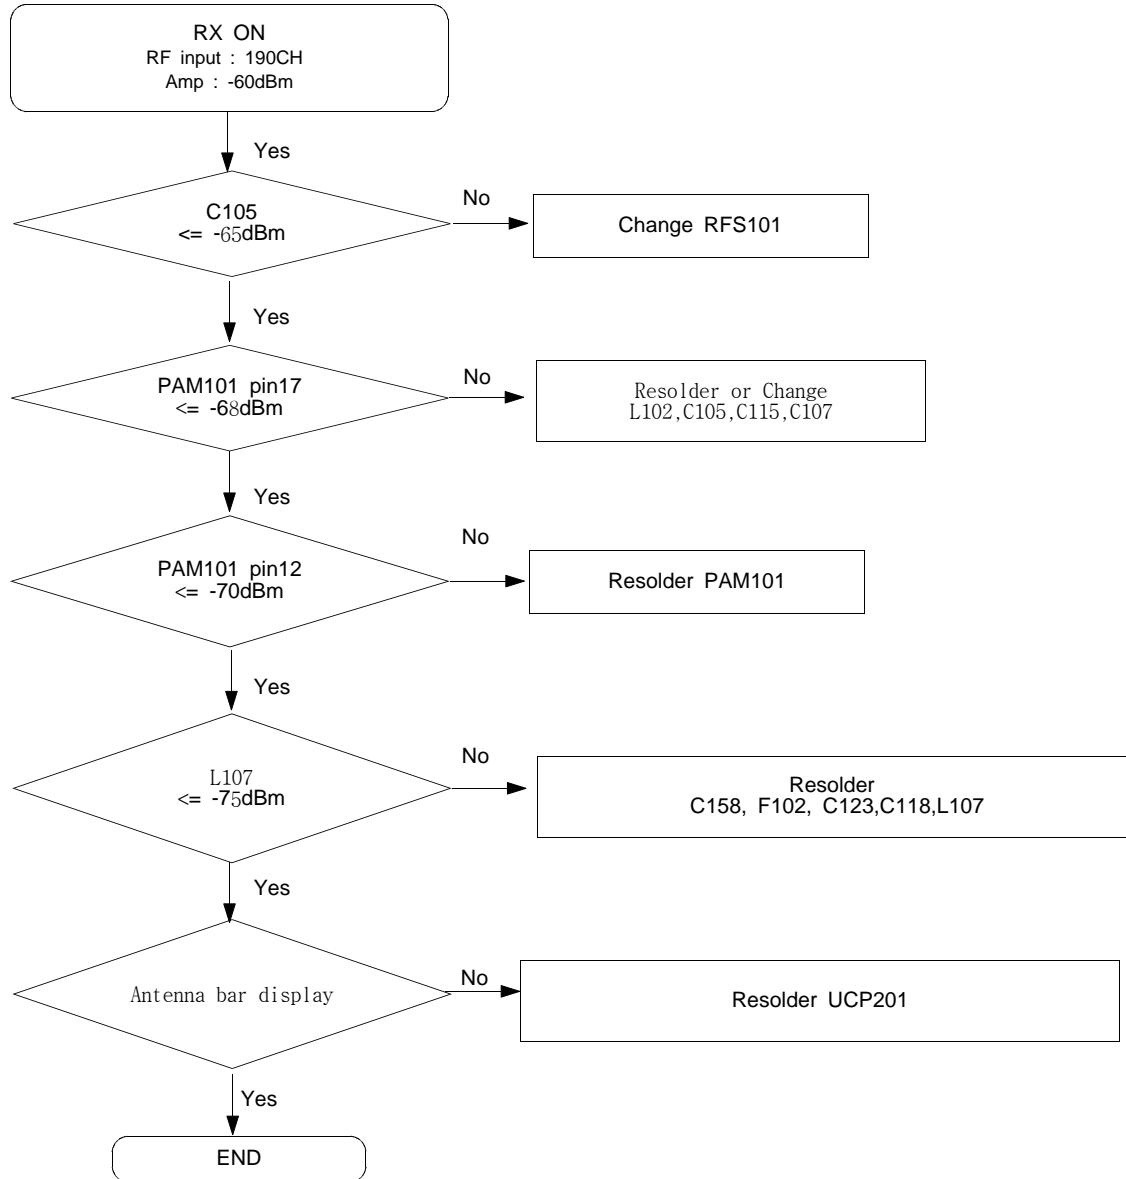 RX ON
RF input : 190CH
Amp : -60dBm
Yes
C105
<= -65dBm
No
Change RFS101
Yes
PAM101 pin17
<= -68dBm
No
Resolder or Change
L102,C105,C115,C107
Yes
PAM101 pin12
<= -70dBm
No
Resolder PAM101
Yes
L107
<= -75dBm
No
Resolder
C158, F102, C123,C118,L107
Yes
Antenna bar display
No
Resolder UCP201
Yes
END